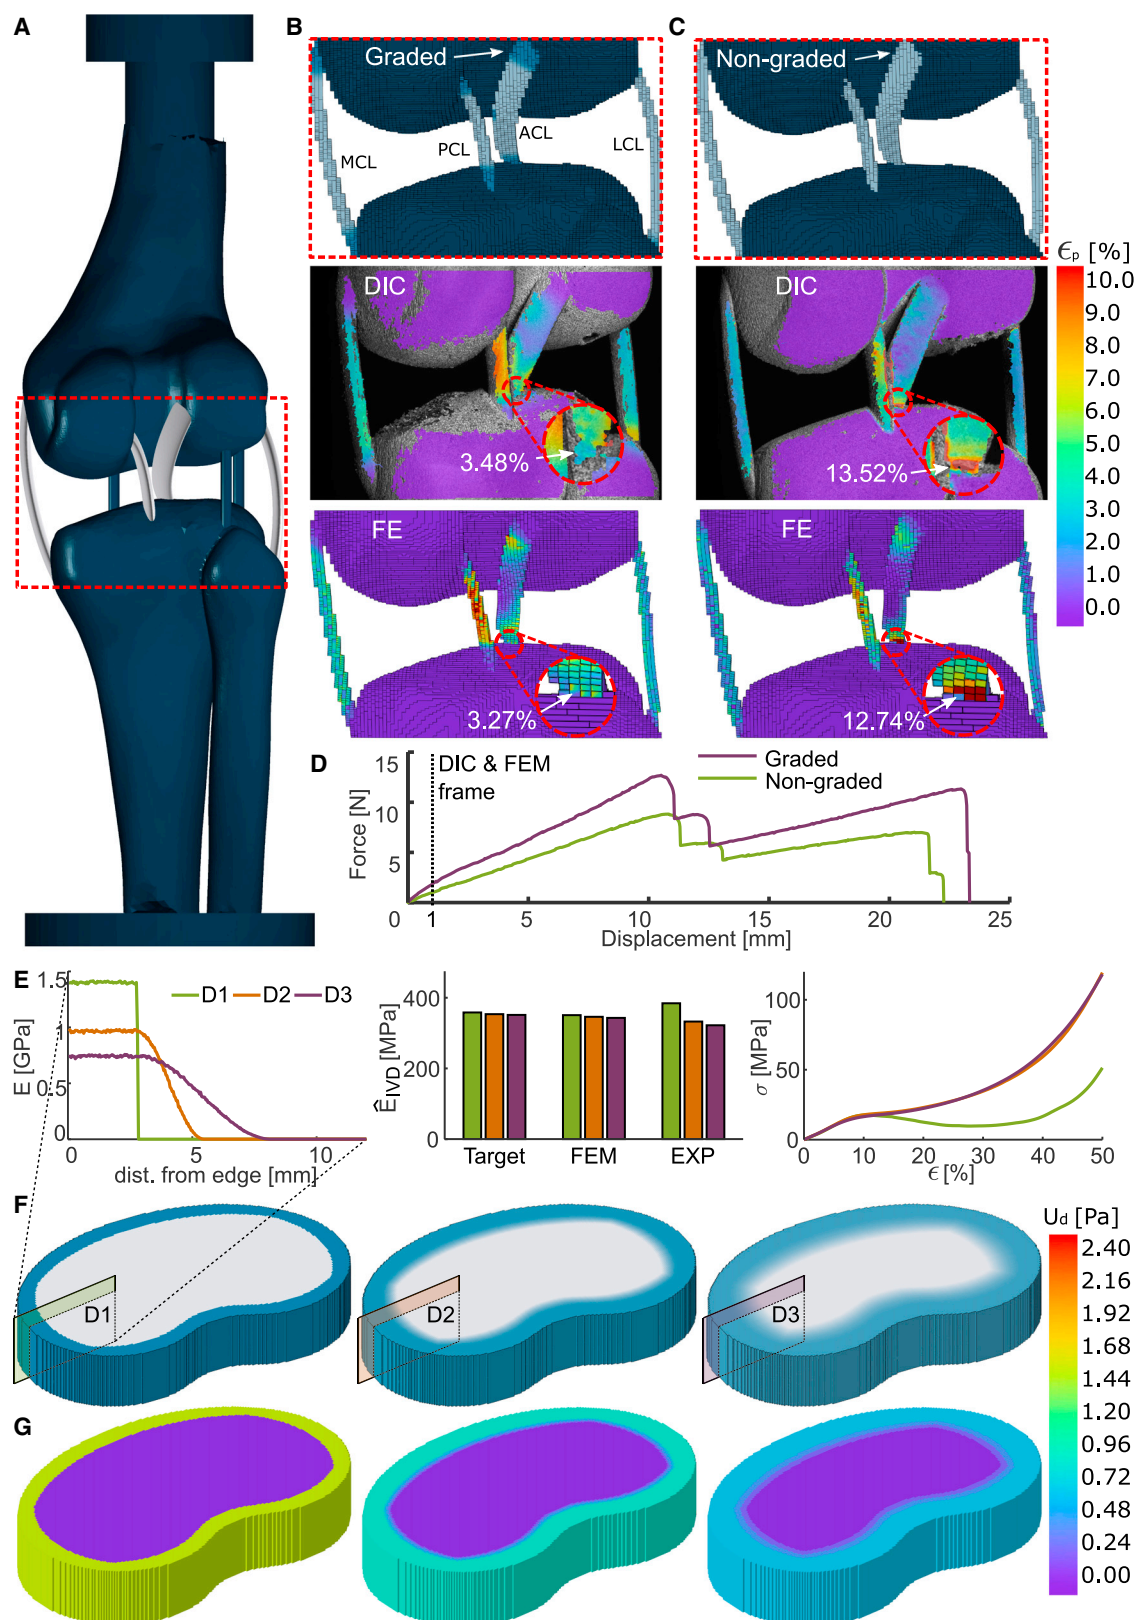 A
B
C
Graded
Non-graded
MCL
PCL
ACL
LCL
ϵp [%]
10.0
9.0
8.0
7.0
6.0
5.0
4.0
3.0
2.0
1.0
0.0
DIC
3.48%
DIC
13.52%
FE
3.27%
FE
12.74%
D
15
10
5
0
Force [N]
DIC & FEM
frame
Graded
Non-graded
1
5
10
15
20
25
Displacement [mm]
E
1.5
1
0.5
0
E [GPa]
D1
D2
D3
0
5
10
dist. from edge [mm]
400
200
0
ÊIVD [MPa]
Target
FEM
EXP
100
50
0
σ [MPa]
0
10
20
30
40
50
ϵ [%]
F
D1
D2
D3
Ud [Pa]
2.40
2.16
1.92
1.68
1.44
1.20
0.96
0.72
0.48
0.24
0.00
G